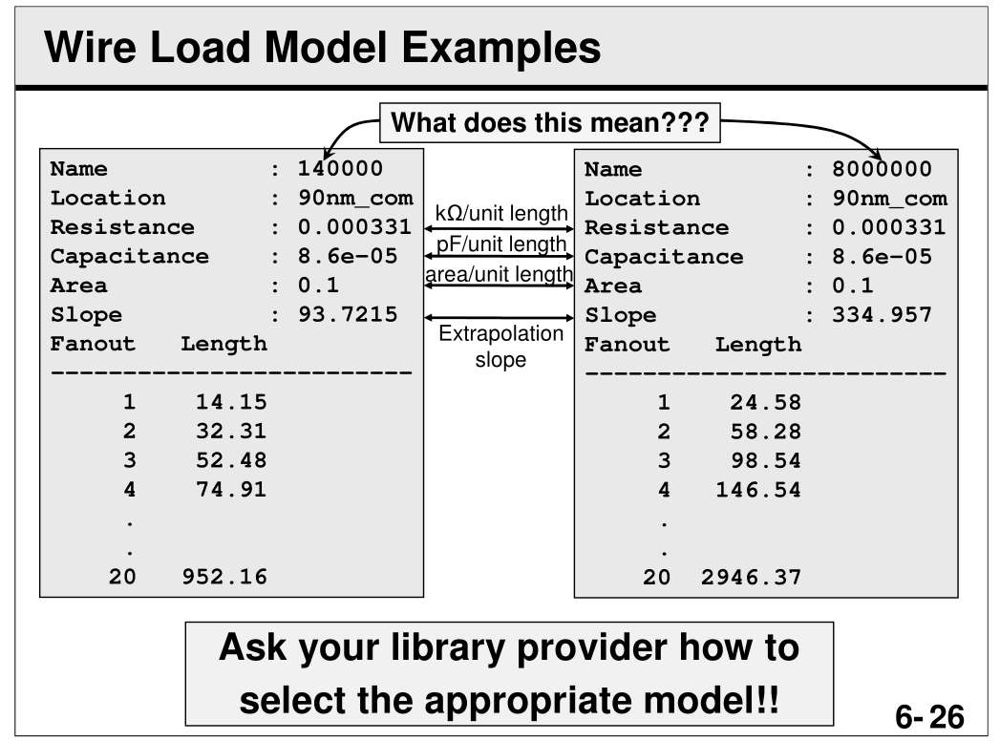 Wire Load Model Examples
What does this mean???
Name : 140000
Location : 90nm_com
Resistance : 0.000331
Capacitance : 8.6e-05
Area : 0.1
Slope : 93.7215
Fanout Length
-------------------------
1 14.15
2 32.31
3 52.48
4 74.91
.
.
20 952.16
kΩ/unit length
pF/unit length
area/unit length
Extrapolation
slope
Name : 8000000
Location : 90nm_com
Resistance : 0.000331
Capacitance : 8.6e-05
Area : 0.1
Slope : 334.957
Fanout Length
-------------------------
1 24.58
2 58.28
3 98.54
4 146.54
.
.
20 2946.37
Ask your library provider how to
select the appropriate model!!
6- 26